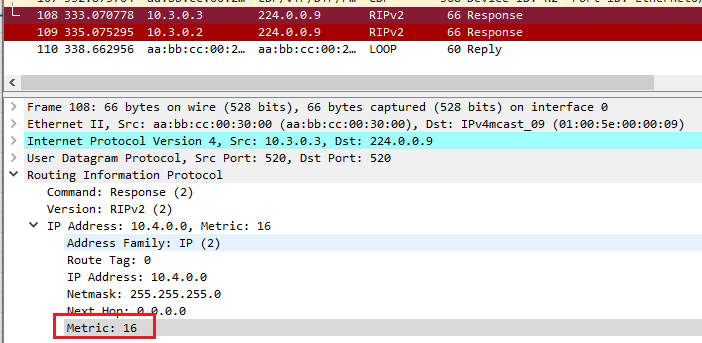 108 333.070778 10.3.0.3 224.0.0.9 RIPv2 66 Response
109 335.075295 10.3.0.2 224.0.0.9 RIPv2 66 Response
110 338.662956 aa:bb:cc:00:2… aa:bb:cc:00:2… LOOP 60 Reply
Frame 108: 66 bytes on wire (528 bits), 66 bytes captured (528 bits) on interface 0
Ethernet II, Src: aa:bb:cc:00:30:00 (aa:bb:cc:00:30:00), Dst: IPv4mcast_09 (01:00:5e:00:00:09)
Internet Protocol Version 4, Src: 10.3.0.3, Dst: 224.0.0.9
User Datagram Protocol, Src Port: 520, Dst Port: 520
Routing Information Protocol
Command: Response (2)
Version: RIPv2 (2)
IP Address: 10.4.0.0, Metric: 16
Address Family: IP (2)
Route Tag: 0
IP Address: 10.4.0.0
Netmask: 255.255.255.0
Next Hop: 0.0.0.0
Metric: 16